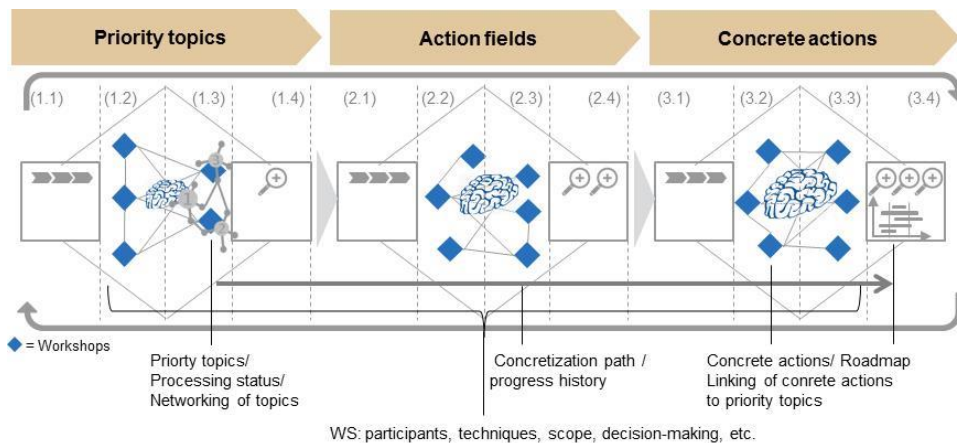 Priority topics
Action fields
Concrete actions
(1.1)
(1.2)
(1.3)
(1.4)
(2.1)
(2.2)
(2.3)
(2.4)
(3.1)
(3.2)
(3.3)
(3.4)
3
1
2
= Workshops
Priorty topics/
Processing status/
Networking of topics
Concretization path /
progress history
Concrete actions/ Roadmap
Linking of conrete actions
to priority topics
WS: participants, techniques, scope, decision-making, etc.